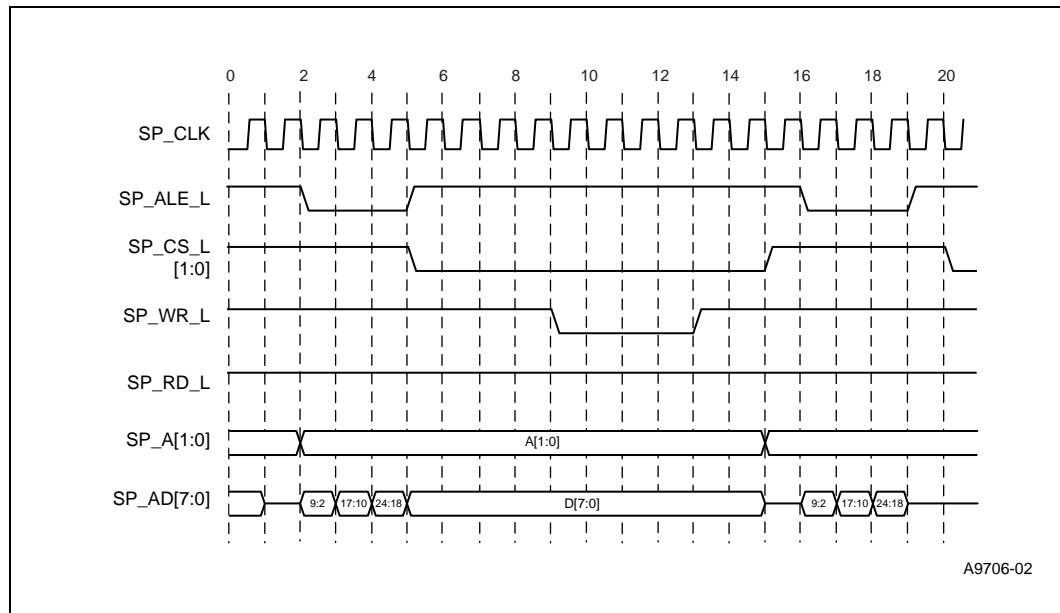 0 2 4 6 8 10 12 14 16 18 20
SP_CLK
SP_ALE_L
SP_CS_L
[1:0]
SP_WR_L
SP_RD_L
SP_A[1:0] A[1:0]
SP_AD[7:0] 9:2 17:10 24:18 D[7:0] 9:2 17:10 24:18
A9706-02